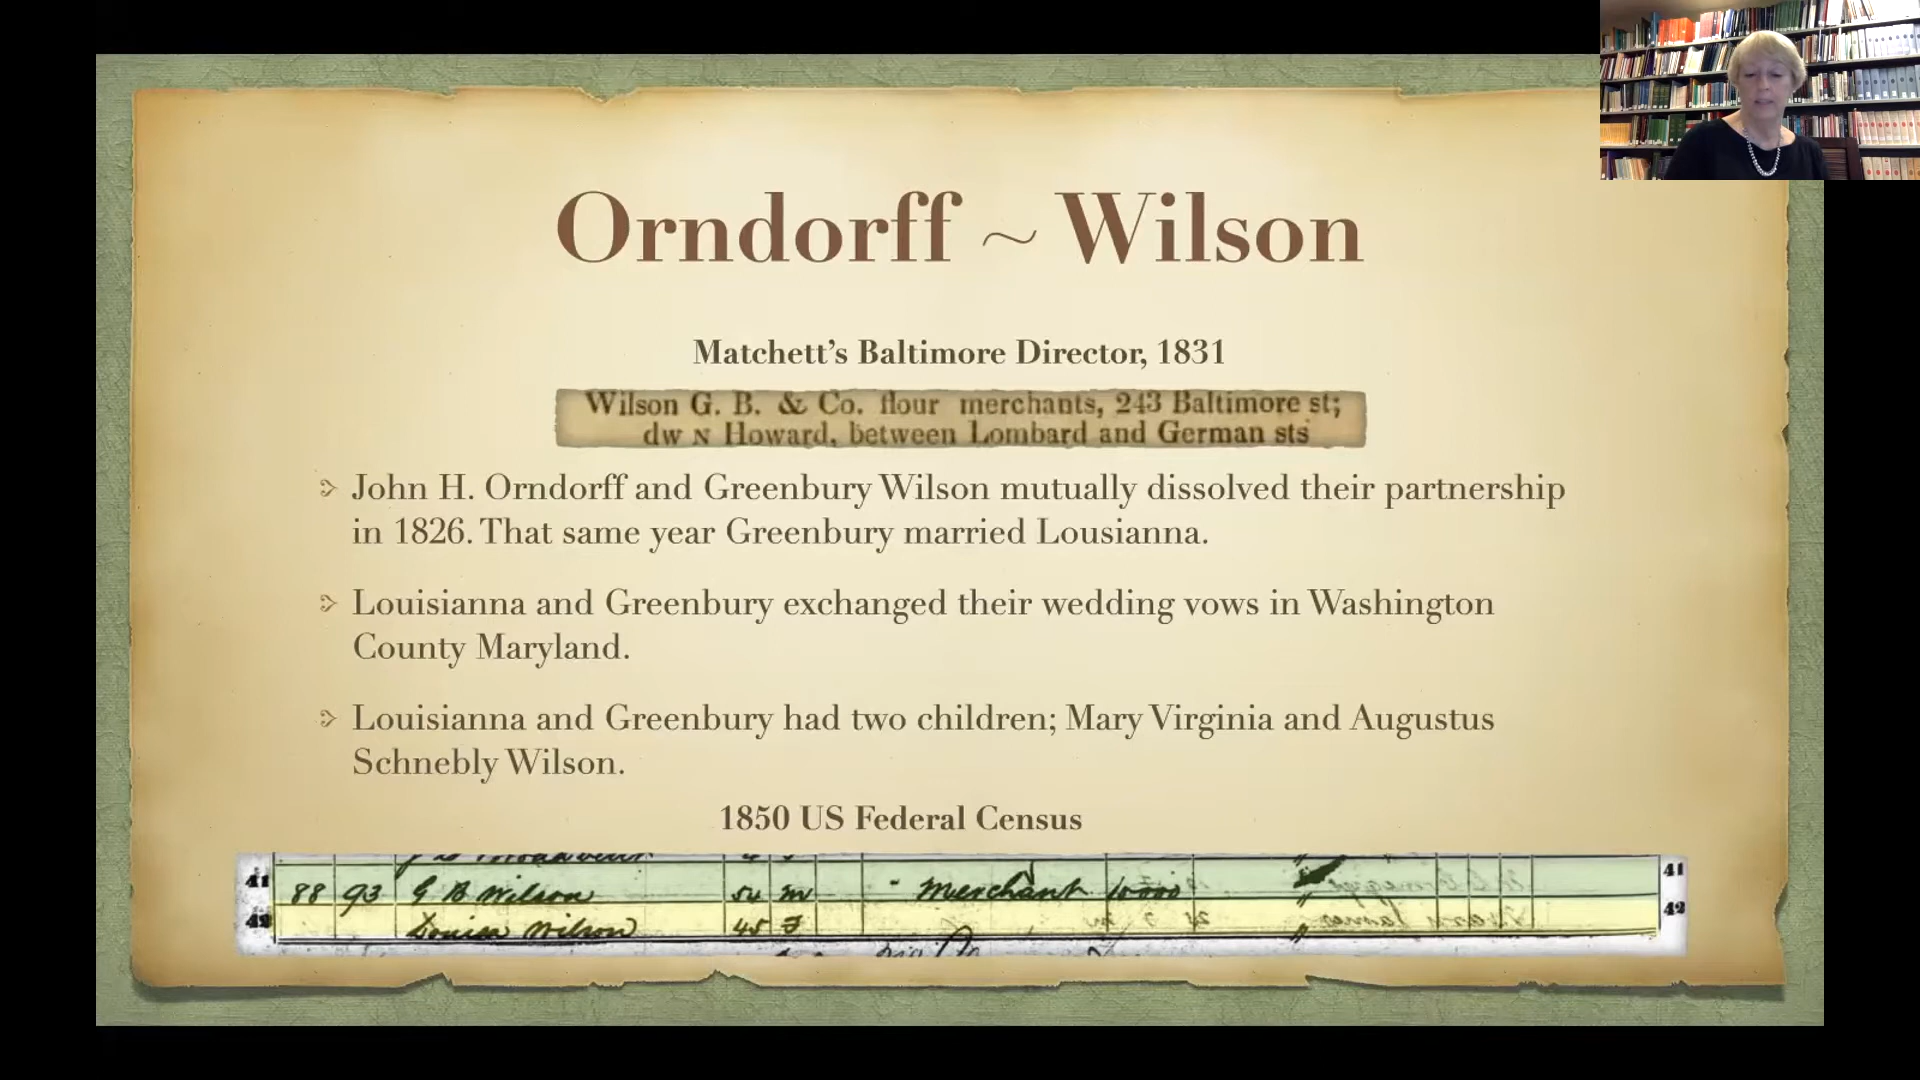 Orndorff ~ Wilson
Matchett’s Baltimore Director, 1831
Wilson G. B. & Co. flour merchants, 243 Baltimore st;
dw N Howard, between Lombard and German sts
John H. Orndorff and Greenbury Wilson mutually dissolved their partnership
in 1826. That same year Greenbury married Lousianna.
Louisianna and Greenbury exchanged their wedding vows in Washington
County Maryland.
Louisianna and Greenbury had two children; Mary Virginia and Augustus
Schnebly Wilson.
1850 US Federal Census
41 88 93 G B Wilson 54 m Merchant 10000 " 41
42 Louisa Wilson 45 F " 42